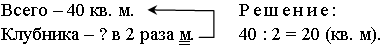 Всего – 40 кв. м.
Клубника – ? в 2 раза м.
Решение:
40 : 2 = 20 (кв. м).